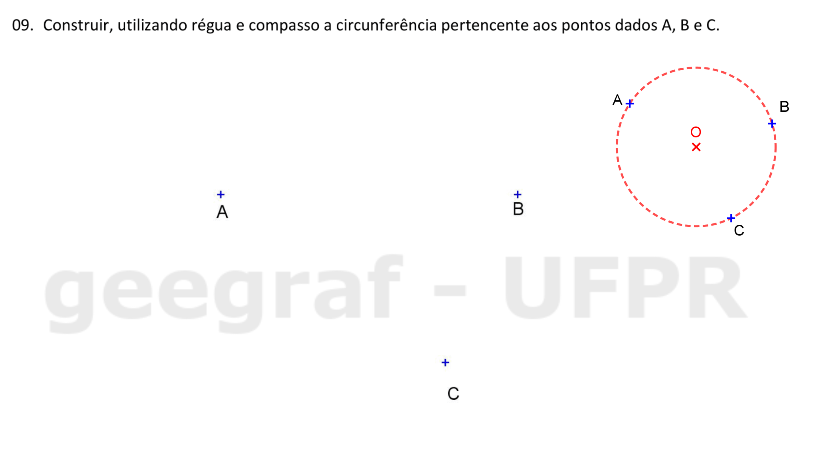 09. Construir, utilizando régua e compasso a circunferência pertencente aos pontos dados A, B e C.
A
B
O
C
A
B
geegraf - UFPR
C